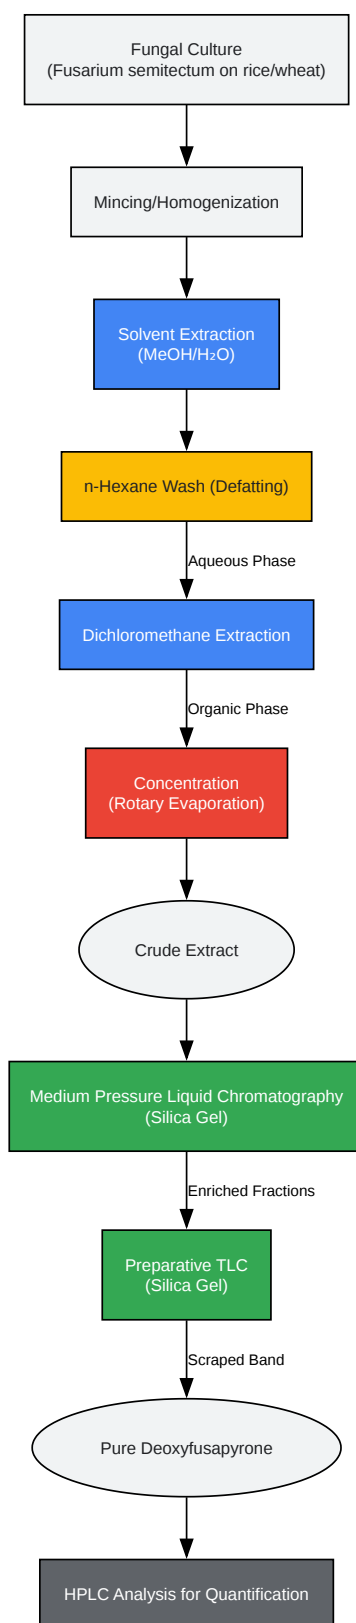 Fungal Culture
(Fusarium semitectum on rice/wheat)
Mincing/Homogenization
Solvent Extraction
(MeOH/H₂O)
n-Hexane Wash (Defatting)
Aqueous Phase
Dichloromethane Extraction
Organic Phase
Concentration
(Rotary Evaporation)
Crude Extract
Medium Pressure Liquid Chromatography
(Silica Gel)
Enriched Fractions
Preparative TLC
(Silica Gel)
Scraped Band
Pure Deoxyfusapyrone
HPLC Analysis for Quantification